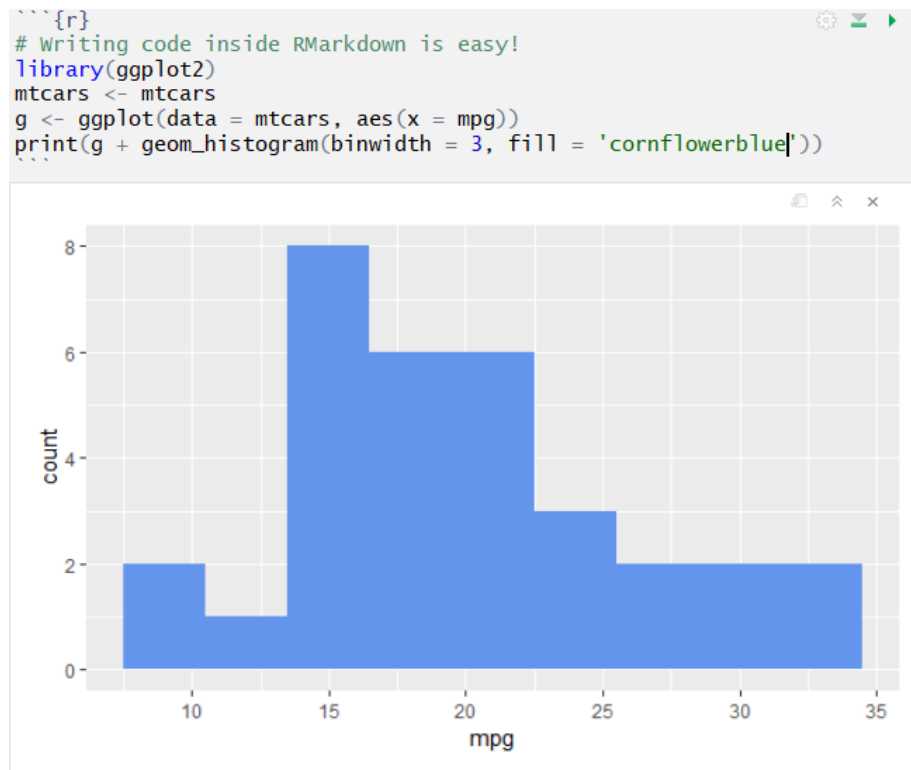 ```{r}
# Writing code inside RMarkdown is easy!
library(ggplot2)
mtcars <- mtcars
g <- ggplot(data = mtcars, aes(x = mpg))
print(g + geom_histogram(binwidth = 3, fill = 'cornflowerblue'))
```
8
6
count
4
2
0
10 15 20 25 30 35
mpg